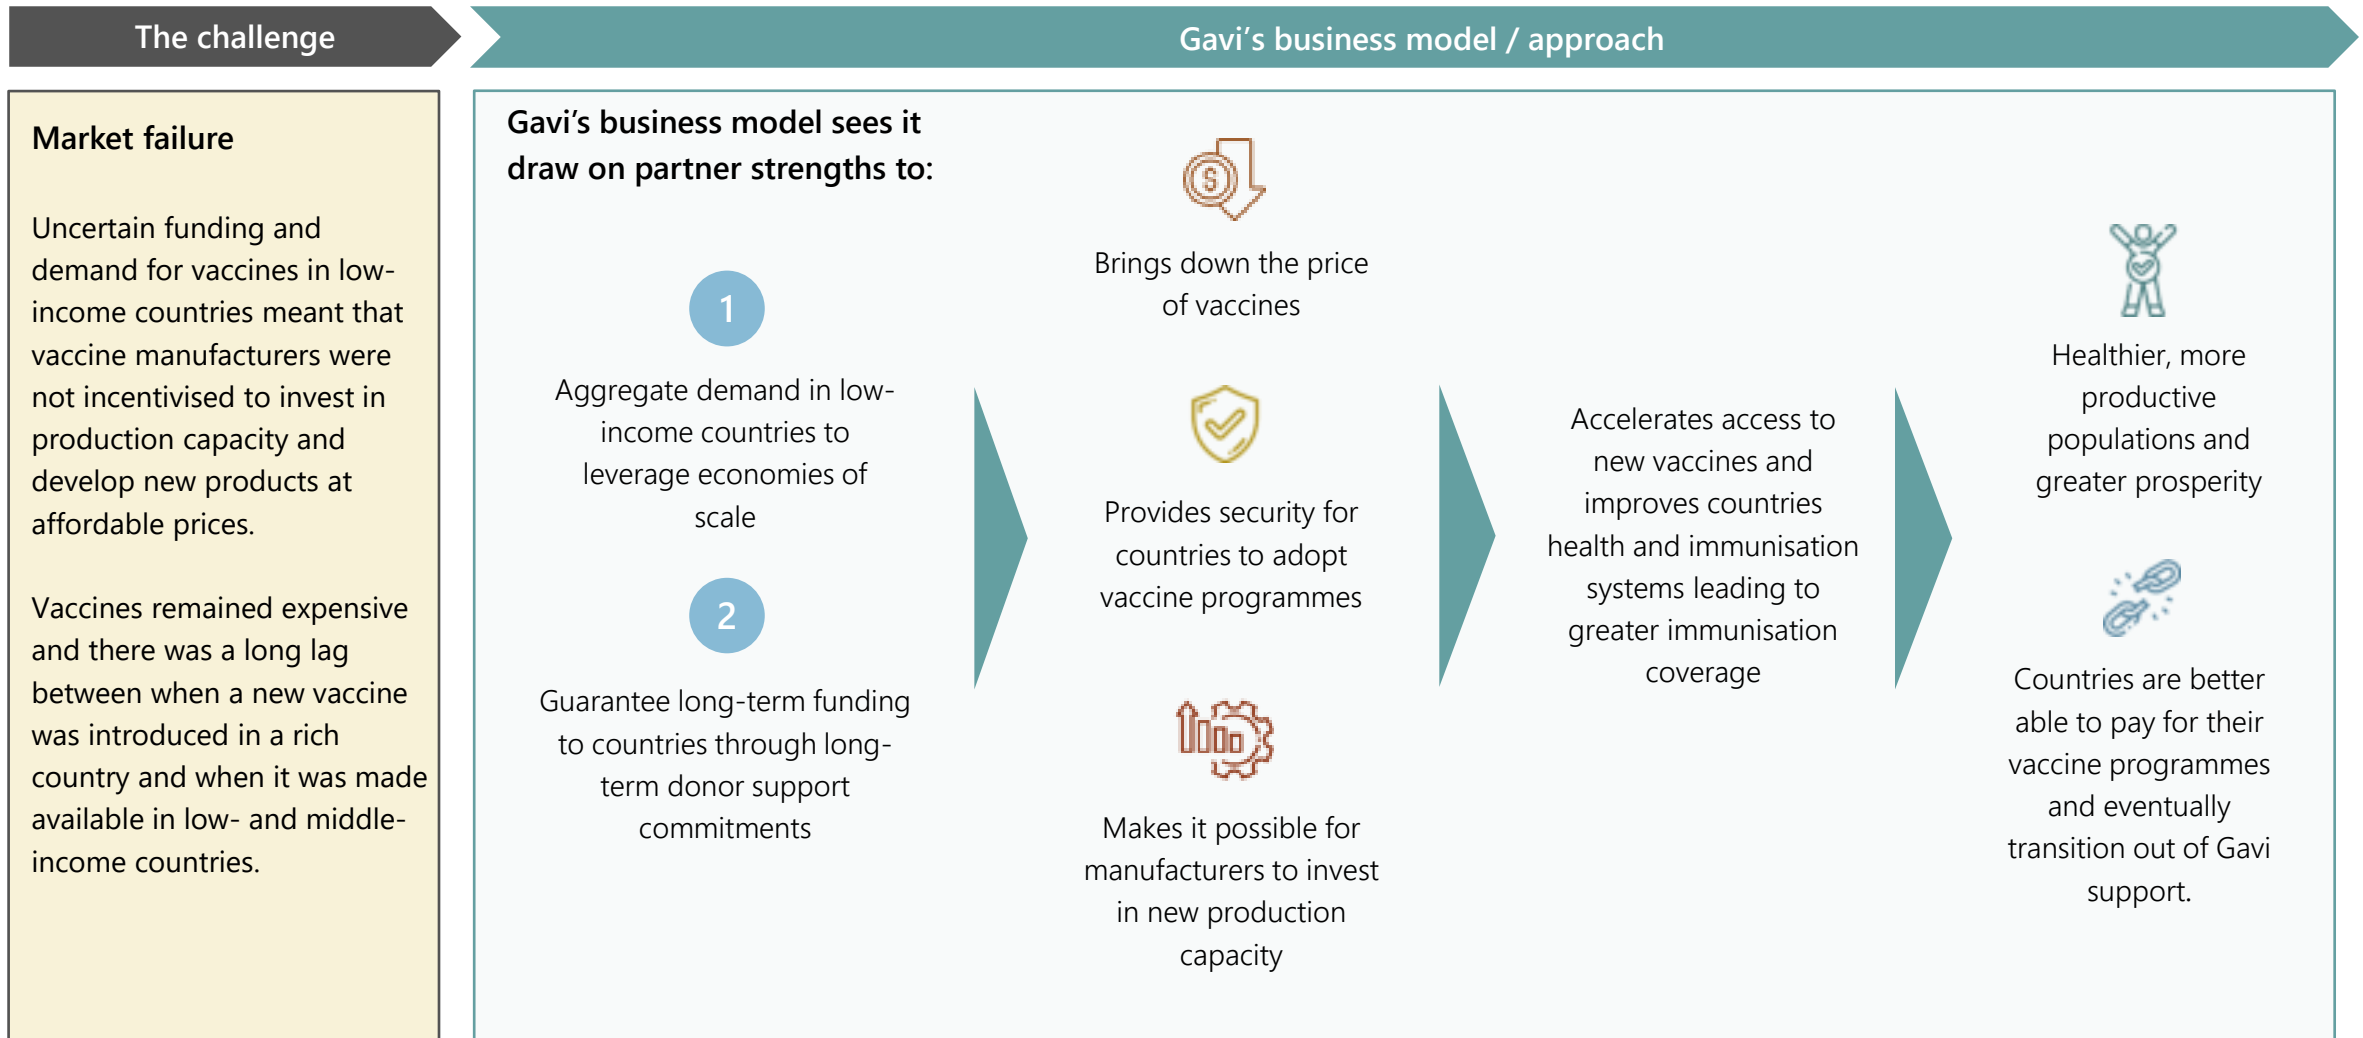 The challenge
Gavi’s business model / approach
Market failure
Uncertain funding and
demand for vaccines in low-
income countries meant that
vaccine manufacturers were
not incentivised to invest in
production capacity and
develop new products at
affordable prices.
Vaccines remained expensive
and there was a long lag
between when a new vaccine
was introduced in a rich
country and when it was made
available in low- and middle-
income countries.
Gavi’s business model sees it
draw on partner strengths to:
1
Aggregate demand in low-
income countries to
leverage economies of
scale
2
Guarantee long-term funding
to countries through long-
term donor support
commitments
$
Brings down the price
of vaccines
Provides security for
countries to adopt
vaccine programmes
Makes it possible for
manufacturers to invest
in new production
capacity
Accelerates access to
new vaccines and
improves countries
health and immunisation
systems leading to
greater immunisation
coverage
Healthier, more
productive
populations and
greater prosperity
Countries are better
able to pay for their
vaccine programmes
and eventually
transition out of Gavi
support.